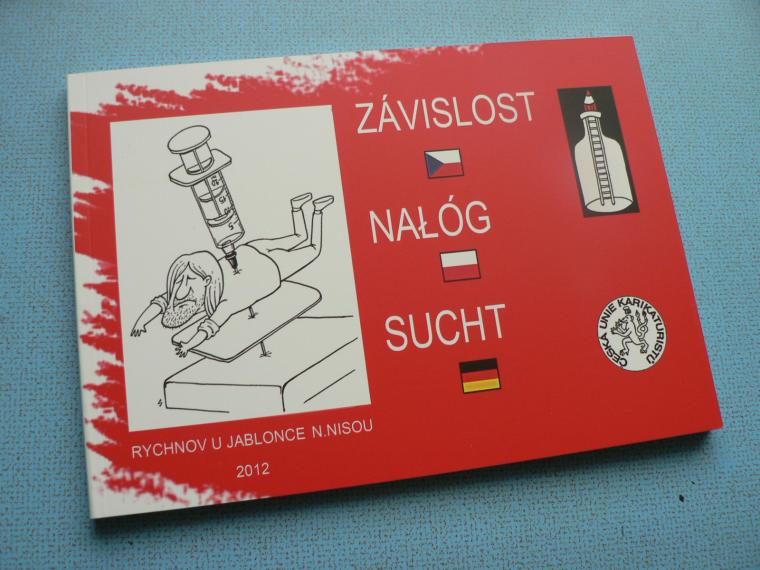 ZÁVISLOST
NAŁÓG
SUCHT
ČESKÁ UNIE KARIKATURISTŮ
RYCHNOV U JABLONCE N.NISOU
2012